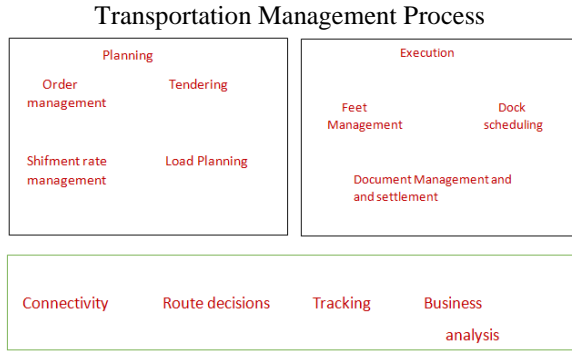 Transportation Management Process
Planning
Order
management
Tendering
Shifment rate
management
Load Planning
Execution
Feet
Management
Dock
scheduling
Document Management and
and settlement
Connectivity
Route decisions
Tracking
Business
analysis